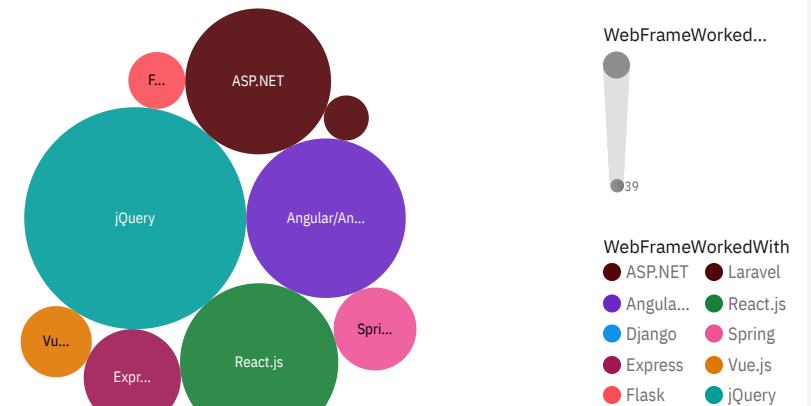 F...
ASP.NET
jQuery
Angular/An...
Vu...
Spri...
Expr...
React.js
WebFrameWorked...
939
WebFrameWorkedWith
ASP.NET Laravel
Angula... React.js
Django Spring
Express Vue.js
Flask jQuery